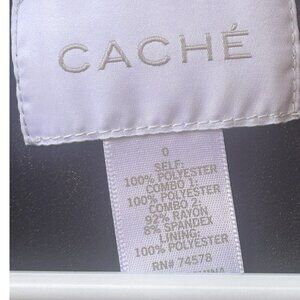 CACHÉ
0
SELF:
100% POLYESTER
COMBO 1:
100% POLYESTER
COMBO 2:
92% RAYON
8% SPANDEX
LINING:
100% POLYESTER
RN# 74578